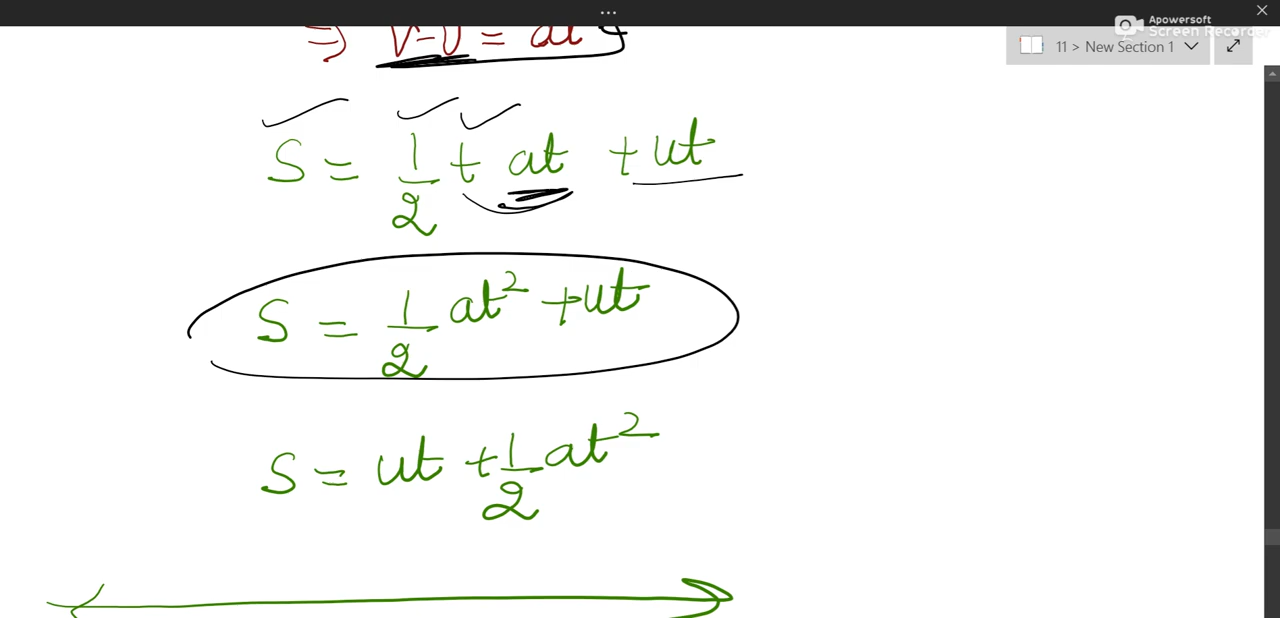 ...
Apowersoft
Screen Recorder
11 > New Section 1
⇒ v-u = at
S = 1/2 t at + ut
S = 1/2 at² + ut
S = ut + 1/2 at²